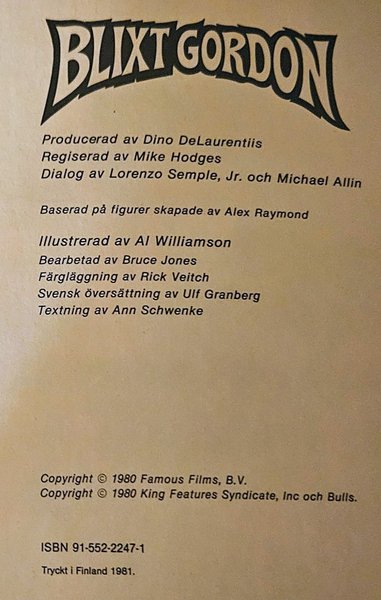 BLIXT GORDON
Producerad av Dino DeLaurentiis
Regiserad av Mike Hodges
Dialog av Lorenzo Semple, Jr. och Michael Allin
Baserad på figurer skapade av Alex Raymond
Illustrerad av Al Williamson
Bearbetad av Bruce Jones
Färgläggning av Rick Veitch
Svensk översättning av Ulf Granberg
Textning av Ann Schwenke
Copyright © 1980 Famous Films, B.V.
Copyright © 1980 King Features Syndicate, Inc och Bulls.
ISBN 91-552-2247-1
Tryckt i Finland 1981.